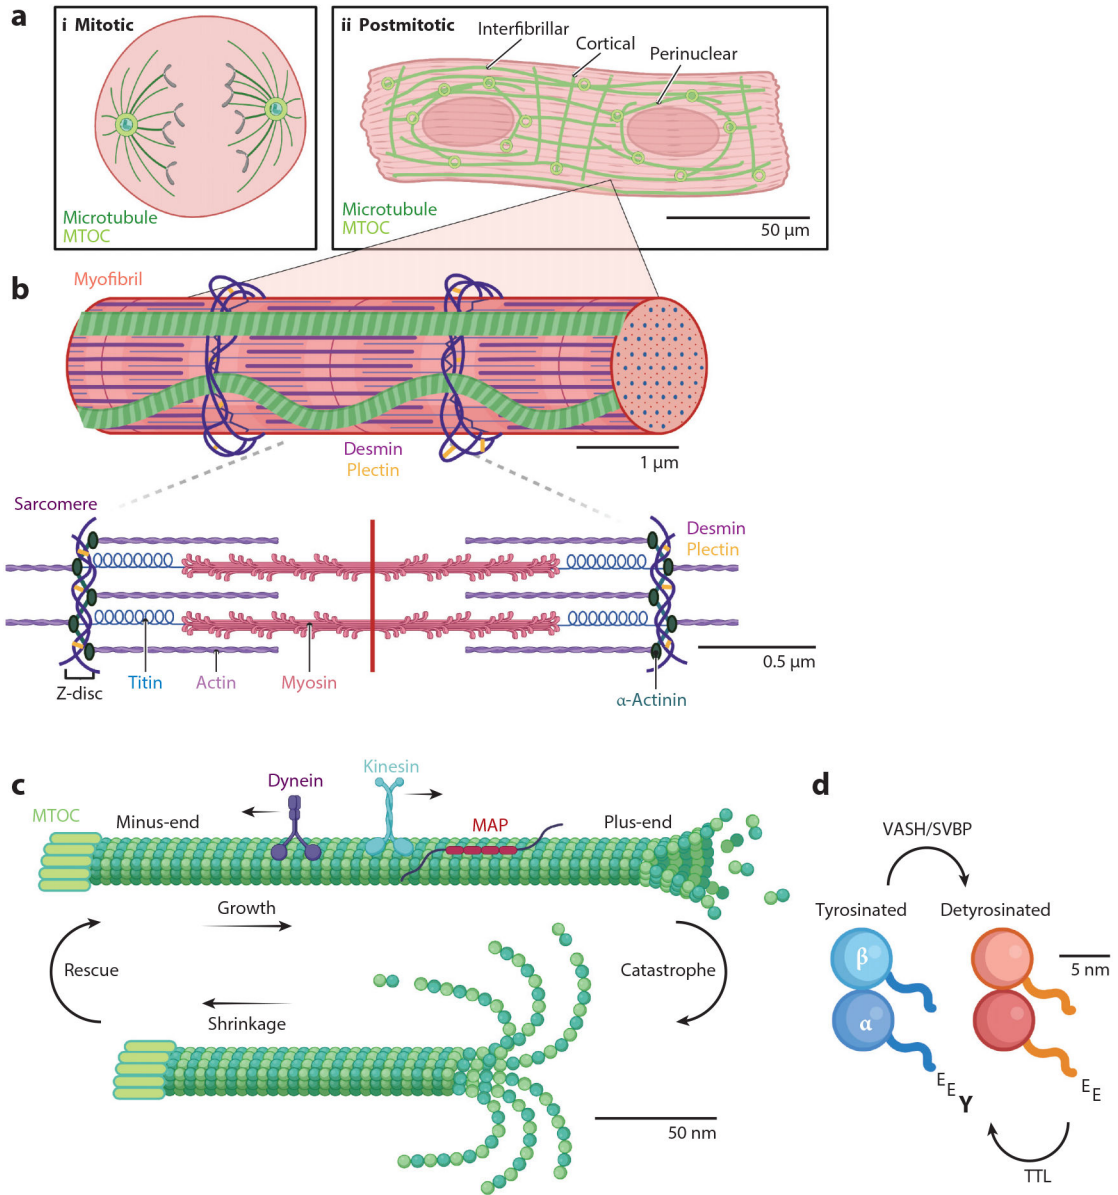 a
i Mitotic
Microtubule
MTOC
ii Postmitotic
Interfibrillar
Cortical
Perinuclear
Microtubule
MTOC
50 µm
b
Myofibril
Desmin
Plectin
1 µm
Sarcomere
Desmin
Plectin
0.5 µm
Z-disc
Titin
Actin
Myosin
α-Actinin
c
MTOC
Minus-end
Dynein
Kinesin
MAP
Plus-end
Growth
Rescue
Catastrophe
Shrinkage
50 nm
d
VASH/SVBP
Tyrosinated
Detyrosinated
β
α
5 nm
E E Y
E E
TTL